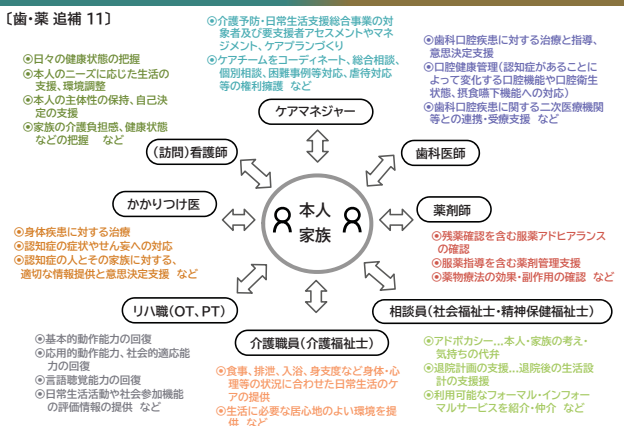 〔歯・薬 追補 11〕
◉介護予防・日常生活支援総合事業の対
象者及び要支援者アセスメントやマネ
ジメント、ケアプランづくり
◉ケアチームをコーディネート、総合相談、
個別相談、困難事例等対応、虐待対応
等の権利擁護 など
ケアマネジャー
◉日々の健康状態の把握
◉本人のニーズに応じた生活の
支援、環境調整
◉本人の主体性の保持、自己決
定の支援
◉家族の介護負担感、健康状態
などの把握 など
(訪問)看護師
◉歯科口腔疾患に対する治療と指導、
意思決定支援
◉口腔健康管理(認知症があることに
よって変化する口腔機能や口腔衛生
状態、摂食嚥下機能への対応)
◉歯科口腔疾患に関する二次医療機関
等との連携・受療支援 など
歯科医師
かかりつけ医
◉身体疾患に対する治療
◉認知症の症状やせん妄への対応
◉認知症の人とその家族に対する、
適切な情報提供と意思決定支援 など
本人
家族
薬剤師
◉残薬確認を含む服薬アドヒアランス
の確認
◉服薬指導を含む薬剤管理支援
◉薬物療法の効果・副作用の確認 など
リハ職(OT、PT)
◉基本的動作能力の回復
◉応用的動作能力、社会的適応能
力の回復
◉言語聴覚能力の回復
◉日常生活活動や社会参加機能
の評価情報の提供 など
介護職員(介護福祉士)
◉食事、排泄、入浴、身支度など身体・心
理等の状況に合わせた日常生活のケ
アの提供
◉生活に必要な居心地のよい環境を提
供 など
相談員(社会福祉士・精神保健福祉士)
◉アドボカシー…本人・家族の考え・
気持ちの代弁
◉退院計画の支援…退院後の生活設
計の支援援
◉利用可能なフォーマル・インフォー
マルサービスを紹介・仲介 など